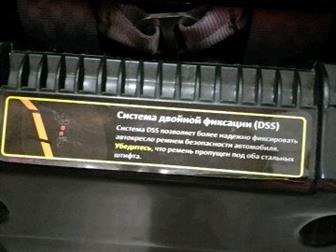 Система двойной фиксации (DSS)
Система DSS позволяет более надежно фиксировать
автокресло ремнем безопасности автомобиля.
Убедитесь, что ремень пропущен под оба стальных
штифта.